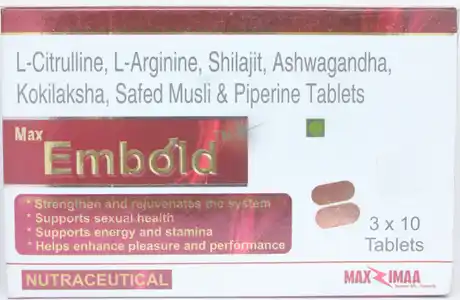 L-Citrulline, L-Arginine, Shilajit, Ashwagandha,
Kokilaksha, Safed Musli & Piperine Tablets
Max
Embold
* Strengthen and rejuvenates the system
* Supports sexual health
* Supports energy and stamina
* Helps enhance pleasure and performance
3 x 10
Tablets
NUTRACEUTICAL
MAXXIMAA